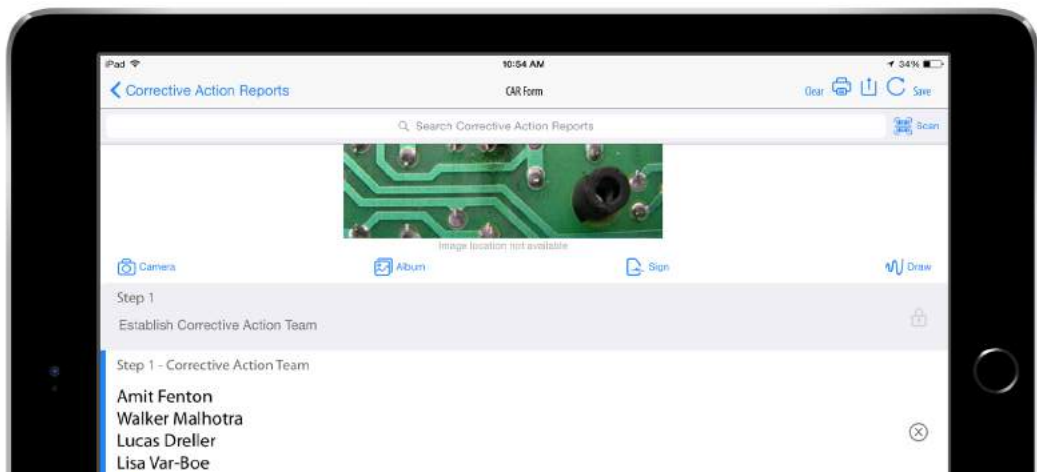 iPad 10:54 AM 34%
Corrective Action Reports CAR Form Clear Save
Search Corrective Action Reports Scan
Image location not available
Camera Album Sign Draw
Step 1
Establish Corrective Action Team
Step 1 - Corrective Action Team
Amit Fenton
Walker Malhotra
Lucas Dreller
Lisa Var-Boe